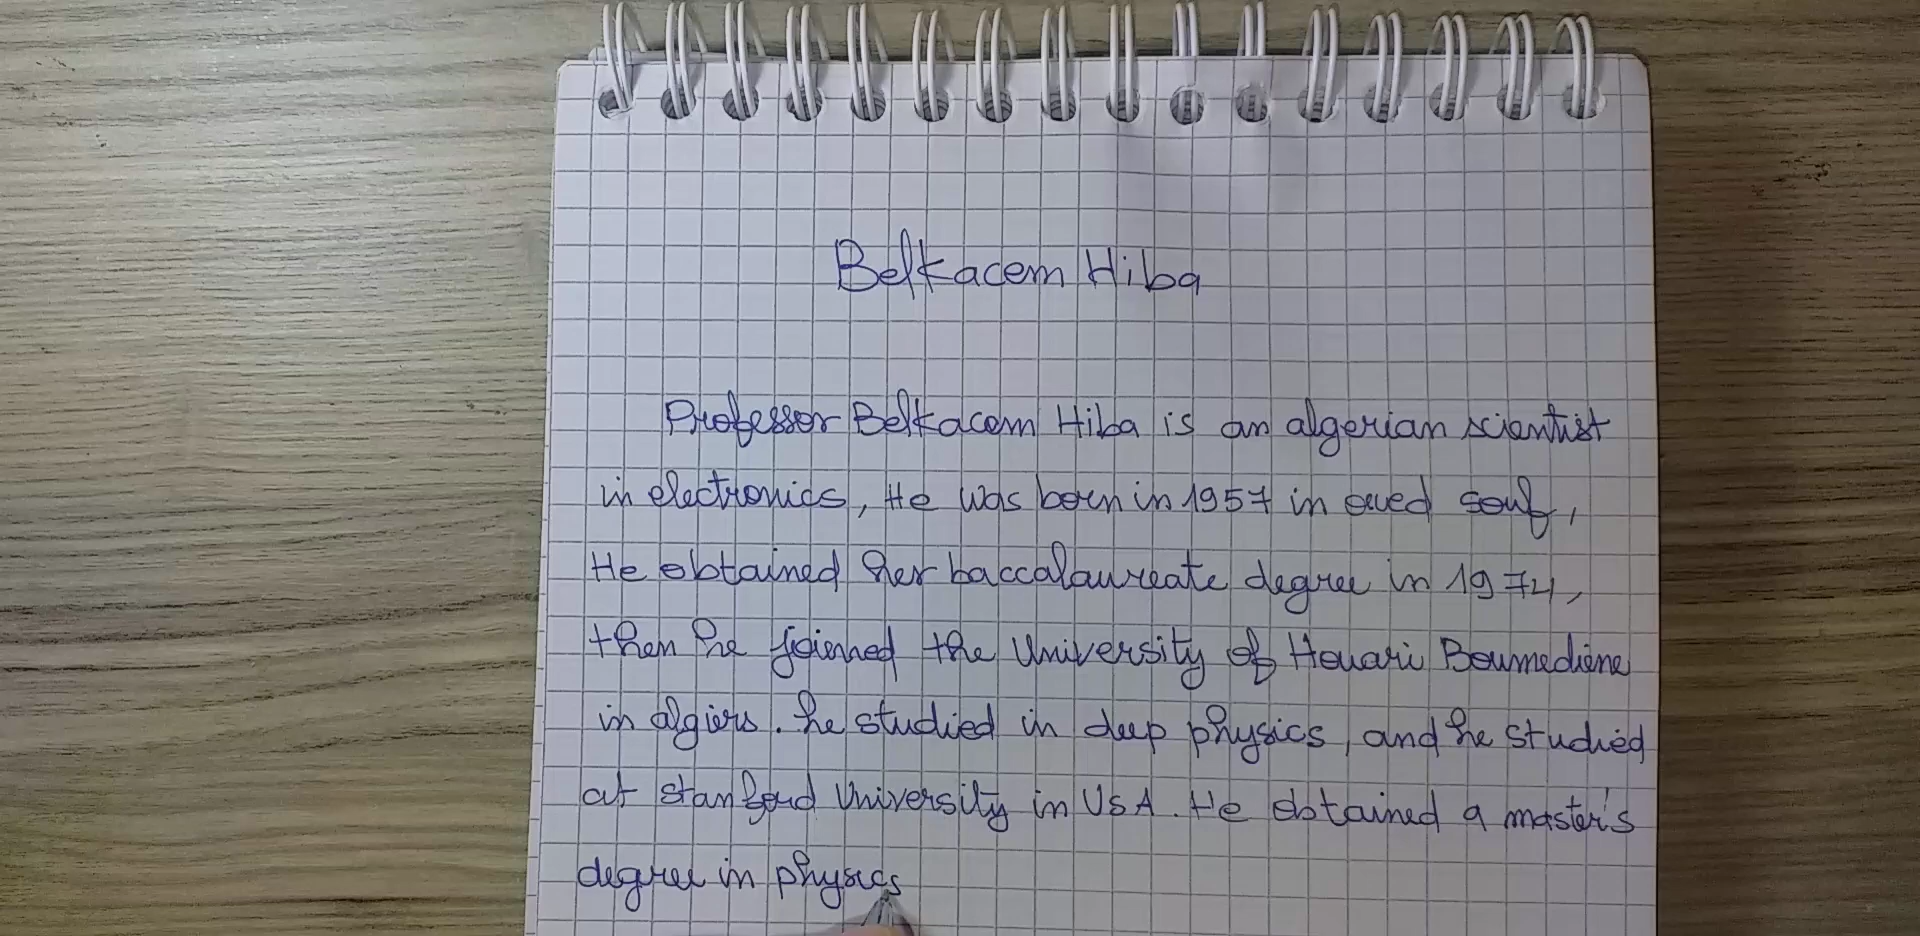 Belkacem Hiba
Professor Belkacem Hiba is an algerian scientist
in electronics, He was born in 1957 in oued souf,
He obtained her baccalaureate degree in 1974,
then he joienned the University of Houari Boumediene
in algiers. he studied in deep physics, and he studied
at stanford University in USA. He obtained a master's
degree in physics